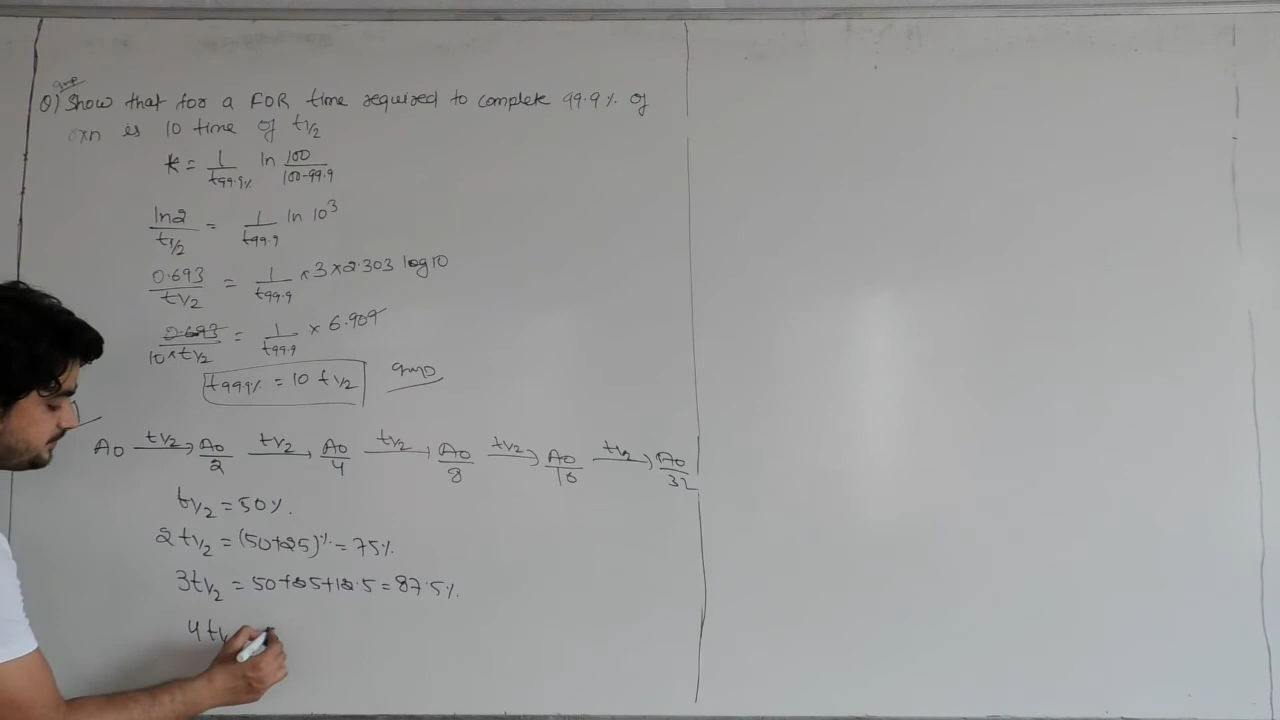 Imp
Q) Show that for a FOR time required to complete 99.9% of
rxn is 10 time of t1/2
K = 1/t99.9% ln 100/100-99.9
ln2/t1/2 = 1/t99.9 ln 10³
0.693/t1/2 = 1/t99.9 × 3 × 2.303 log10
0.693/10×t1/2 = 1/t99.9 × 6.909
t99.9% = 10 t1/2 Imp
A0 —t1/2→ A0/2 —t1/2→ A0/4 —t1/2→ A0/8 —t1/2→ A0/16 —t1/2→ A0/32
t1/2 = 50%.
2t1/2 = (50+25)% = 75%.
3t1/2 = 50+25+12.5 = 87.5%.
4t